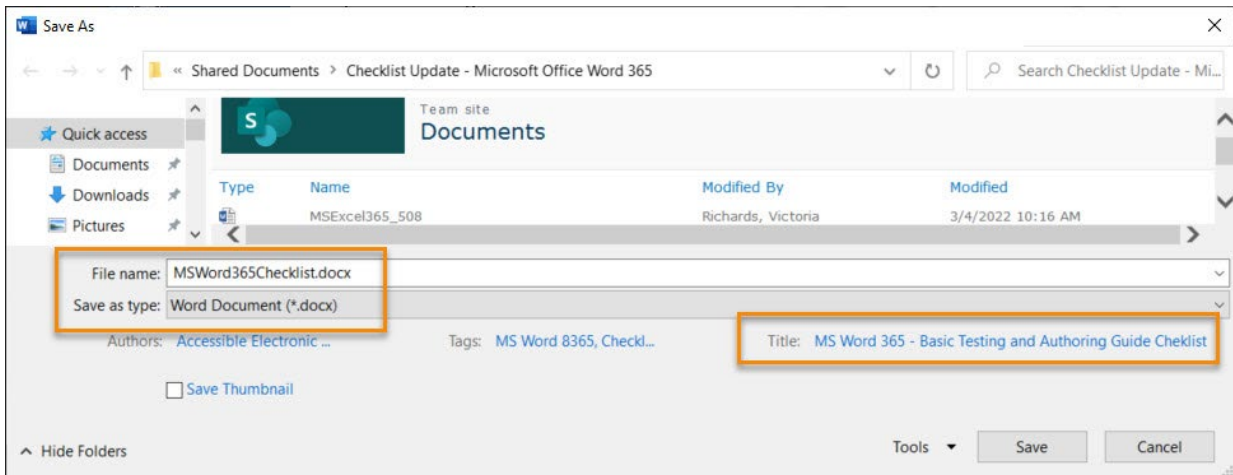 Save As
« Shared Documents > Checklist Update - Microsoft Office Word 365
Search Checklist Update - Mi...
S
Team site
Documents
Quick access
Documents
Downloads
Pictures
Type Name Modified By Modified
MSExcel365_508 Richards, Victoria 3/4/2022 10:16 AM
File name: MSWord365Checklist.docx
Save as type: Word Document (*.docx)
Authors: Accessible Electronic ... Tags: MS Word 8365, Checkl... Title: MS Word 365 - Basic Testing and Authoring Guide Cheklist
Save Thumbnail
Hide Folders Tools Save Cancel